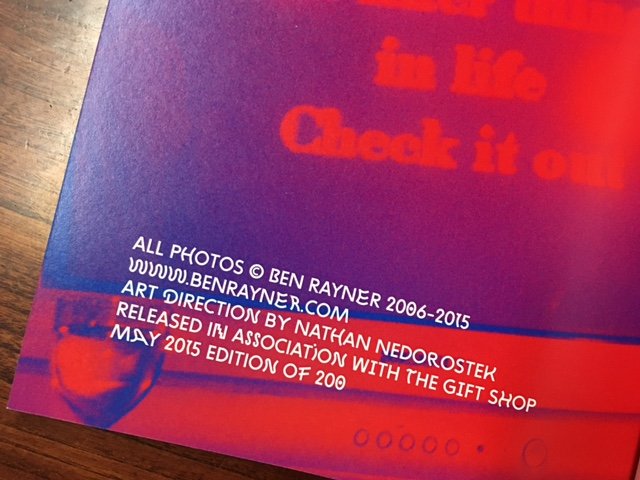 in life
Check it out
ALL PHOTOS © BEN RAYNER 2006-2015
WWW.BENRAYNER.COM
ART DIRECTION BY NATHAN NEDOROSTEK
RELEASED IN ASSOCIATION WITH THE GIFT SHOP
MAY 2015 EDITION OF 200